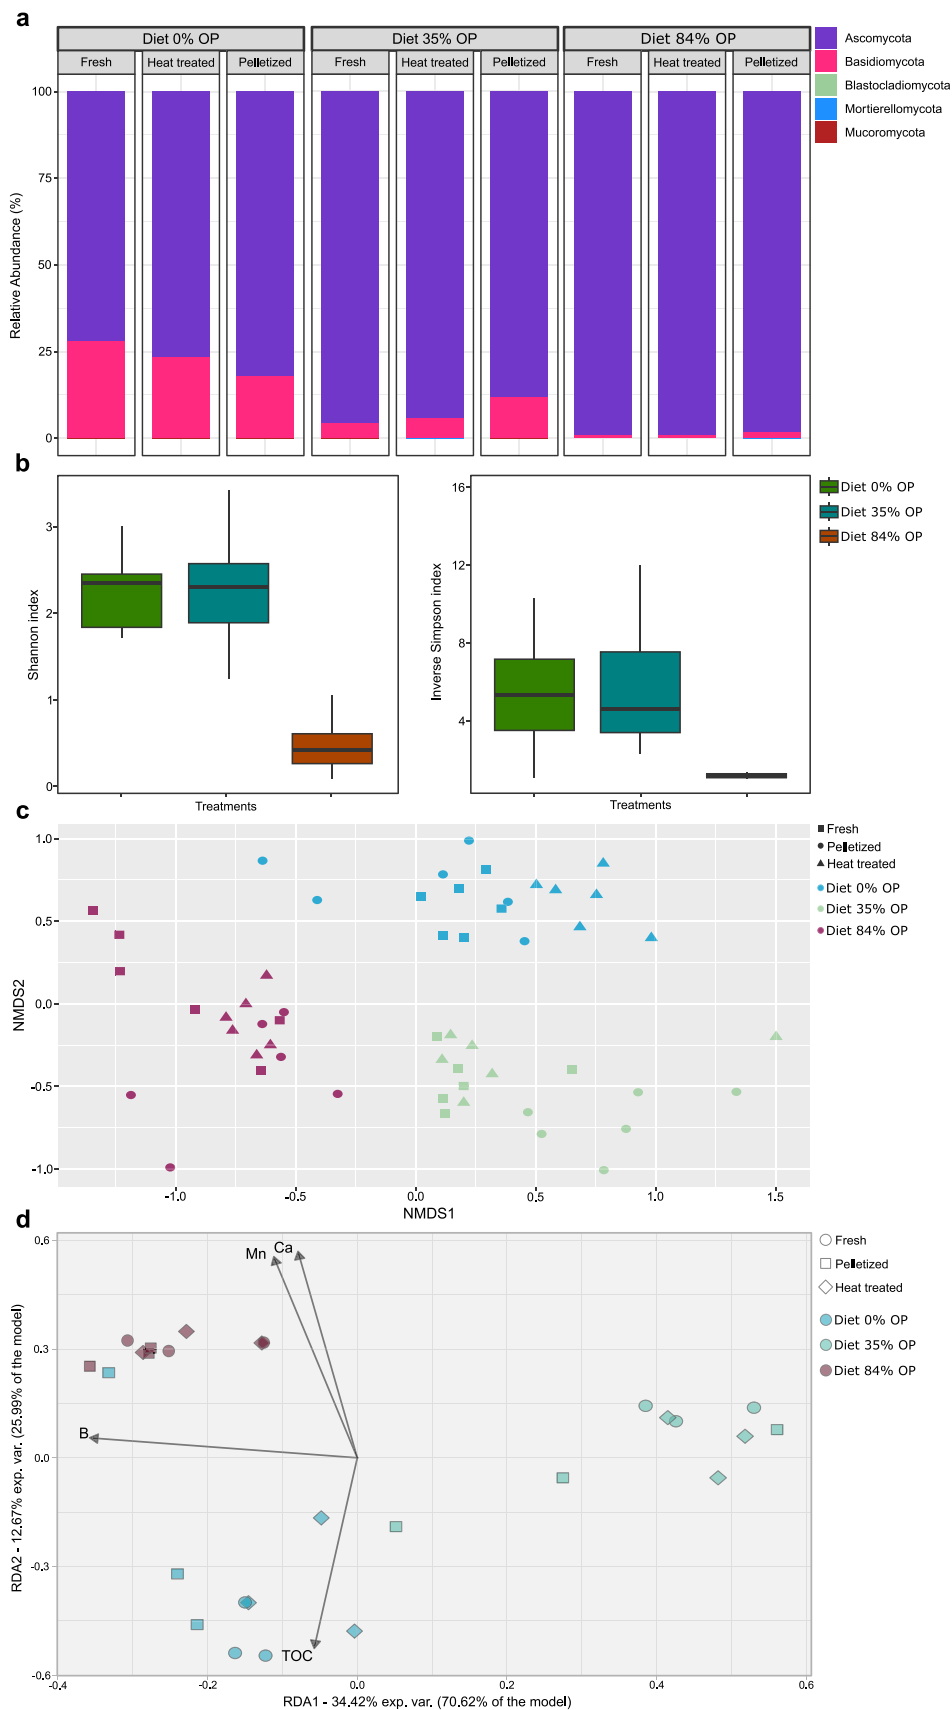 a
Diet 0% OP
Diet 35% OP
Diet 84% OP
Fresh
Heat treated
Pelletized
Fresh
Heat treated
Pelletized
Fresh
Heat treated
Pelletized
Ascomycota
Basidiomycota
Blastocladiomycota
Mortierellomycota
Mucoromycota
Relative Abundance (%)
100
75
50
25
0
b
Shannon index
3
2
1
0
Treatments
Inverse Simpson index
16
12
8
4
Treatments
Diet 0% OP
Diet 35% OP
Diet 84% OP
c
NMDS2
1.0
0.5
0.0
-0.5
-1.0
-1.0
-0.5
0.0
0.5
1.0
1.5
NMDS1
Fresh
Pelletized
Heat treated
Diet 0% OP
Diet 35% OP
Diet 84% OP
d
RDA2 - 12.67% exp. var. (25.99% of the model)
0.6
0.3
0.0
-0.3
-0.6
Mn
Ca
B
TOC
-0.4
-0.2
0.0
0.2
0.4
0.6
RDA1 - 34.42% exp. var. (70.62% of the model)
Fresh
Pelletized
Heat treated
Diet 0% OP
Diet 35% OP
Diet 84% OP